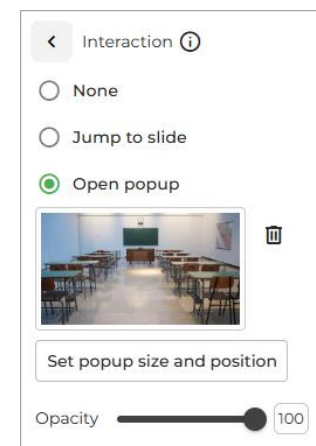 Interaction
None
Jump to slide
Open popup
Set popup size and position
Opacity 100